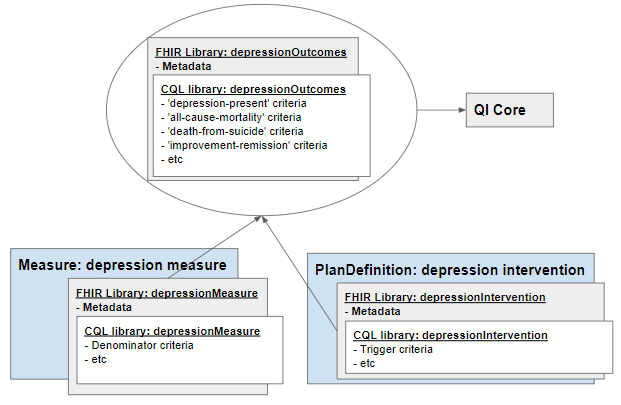 FHIR Library: depressionOutcomes
- Metadata
CQL library: depressionOutcomes
- 'depression-present' criteria
- 'all-cause-mortality' criteria
- 'death-from-suicide' criteria
- 'improvement-remission' criteria
- etc
QI Core
Measure: depression measure
FHIR Library: depressionMeasure
- Metadata
CQL library: depressionMeasure
- Denominator criteria
- etc
PlanDefinition: depression intervention
FHIR Library: depressionIntervention
- Metadata
CQL library: depressionIntervention
- Trigger criteria
- etc